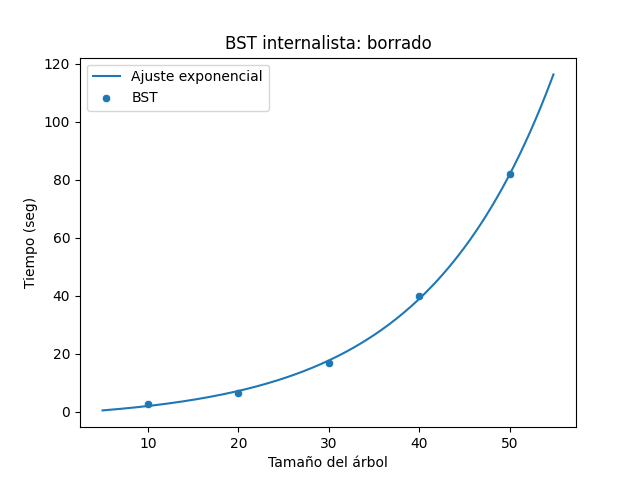 BST internalista: borrado
Ajuste exponencial
BST
Tiempo (seg)
120
100
80
60
40
20
0
10 20 30 40 50
Tamaño del árbol